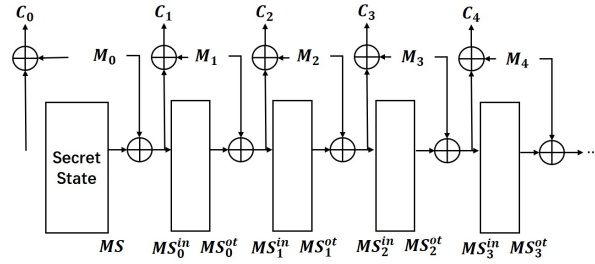 C₀ C₁ C₂ C₃ C₄
M₀ M₁ M₂ M₃ M₄
Secret
State
..
MS MS₀ⁱⁿ MS₀ᵒᵗ MS₁ⁱⁿ MS₁ᵒᵗ MS₂ⁱⁿ MS₂ᵒᵗ MS₃ⁱⁿ MS₃ᵒᵗ